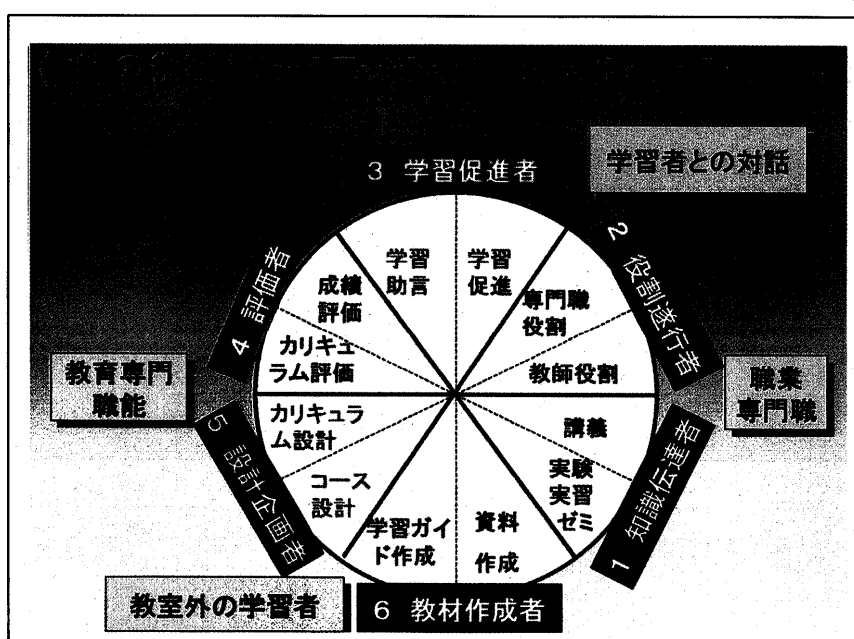 学習者との対話
3 学習促進者
2 役割遂行者
4 評価者
学習
助言
学習
促進
成績
評価
専門職
役割
カリキュ
ラム評価
教師役割
教育専門
職能
職業
専門職
カリキュラ
ム設計
講義
コース
設計
実験
実習
ゼミ
学習ガイ
ド作成
資料
作成
5 設計企画者
1 知識伝達者
教室外の学習者
6 教材作成者